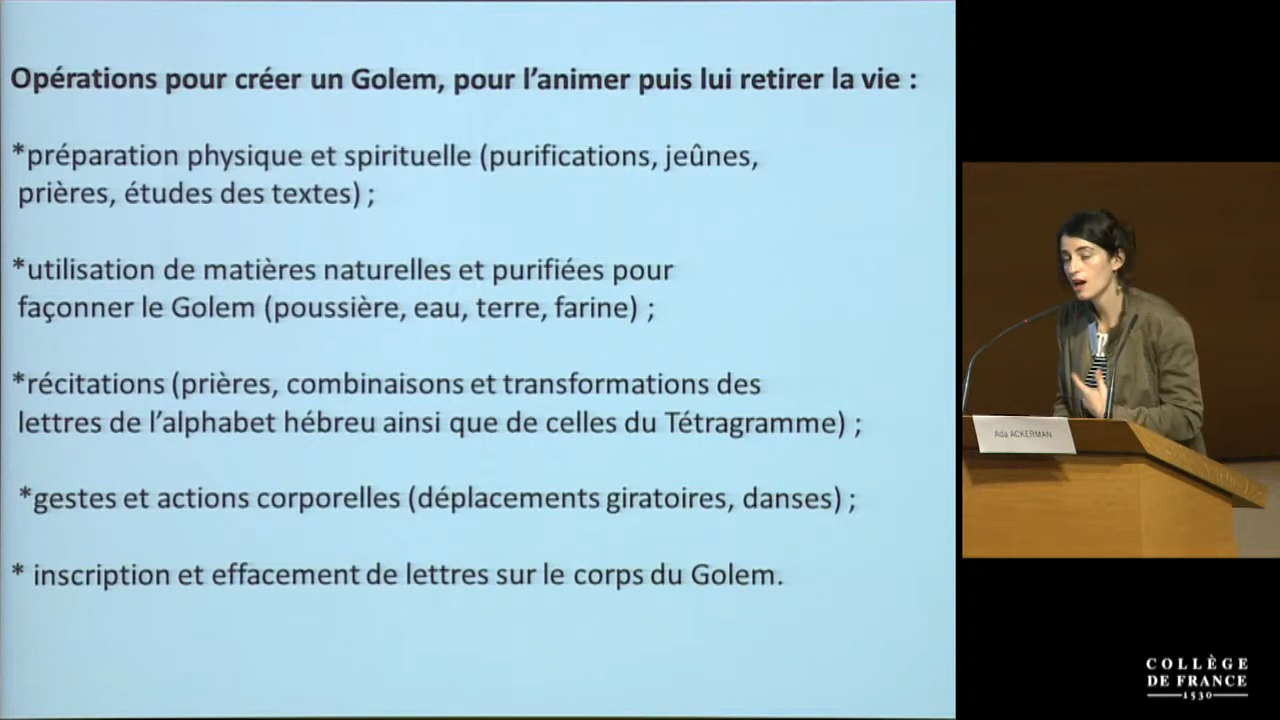 Opérations pour créer un Golem, pour l’animer puis lui retirer la vie :
*préparation physique et spirituelle (purifications, jeûnes,
prières, études des textes) ;
*utilisation de matières naturelles et purifiées pour
façonner le Golem (poussière, eau, terre, farine) ;
*récitations (prières, combinaisons et transformations des
lettres de l’alphabet hébreu ainsi que de celles du Tétragramme) ;
*gestes et actions corporelles (déplacements giratoires, danses) ;
* inscription et effacement de lettres sur le corps du Golem.
Ada ACKERMAN
COLLÈGE
DE FRANCE
1530